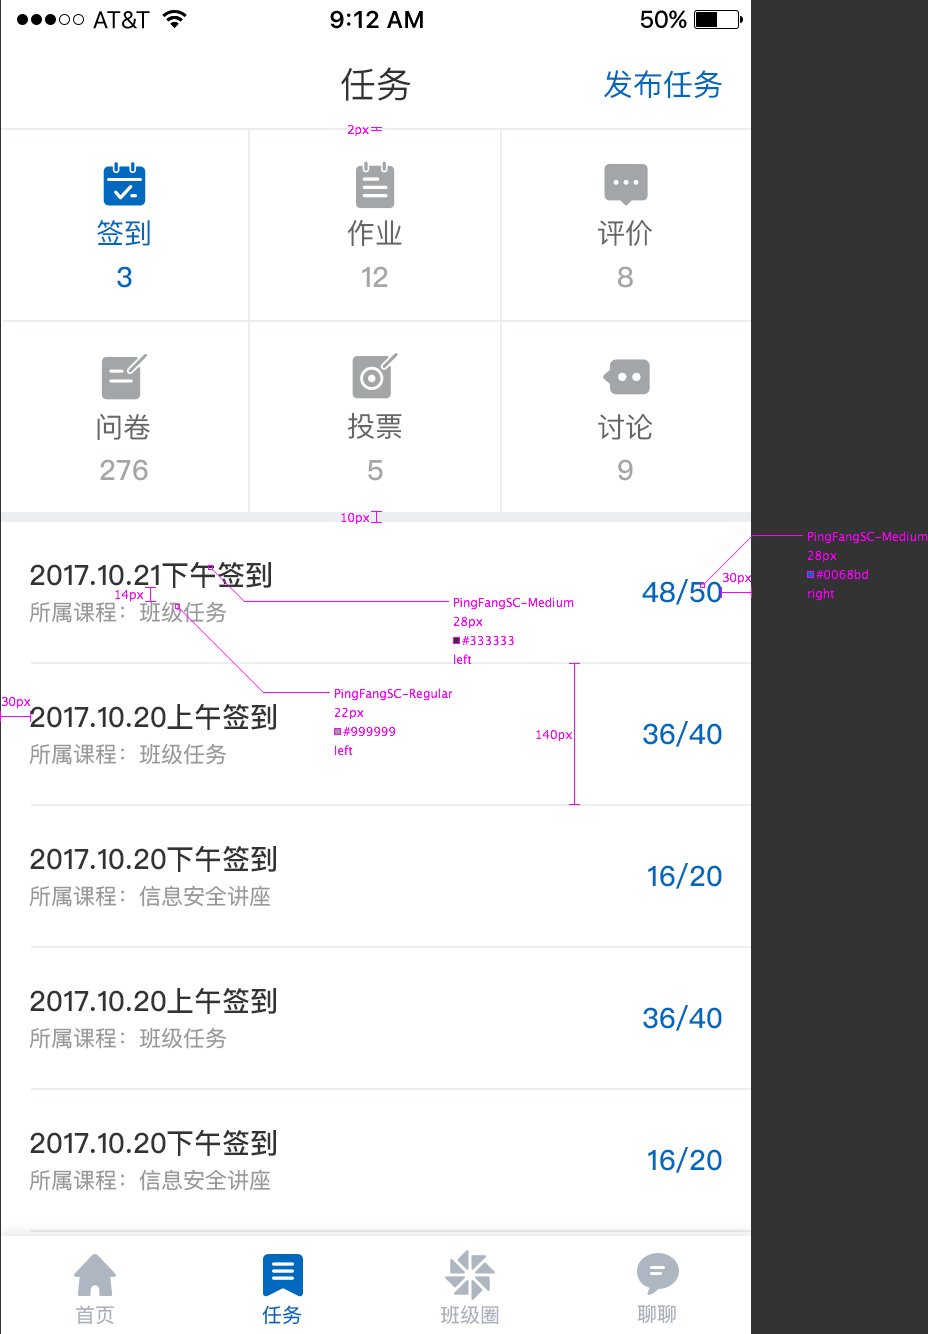 AT&T 9:12 AM 50%
任务 发布任务
2px
签到 作业 评价
3 12 8
问卷 投票 讨论
276 5 9
10px
PingFangSC-Medium
28px
#0068bd
right
2017.10.21下午签到
48/50
30px
14px
所属课程：班级任务
PingFangSC-Medium
28px
#333333
left
PingFangSC-Regular
22px
#999999
left
30px
2017.10.20上午签到
36/40
140px
所属课程：班级任务
2017.10.20下午签到
16/20
所属课程：信息安全讲座
2017.10.20上午签到
36/40
所属课程：班级任务
2017.10.20下午签到
16/20
所属课程：信息安全讲座
首页 任务 班级圈 聊聊